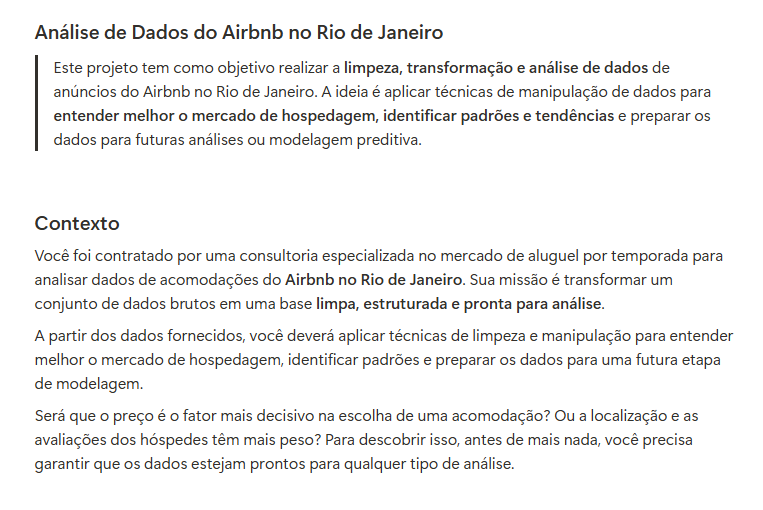 Análise de Dados do Airbnb no Rio de Janeiro
Este projeto tem como objetivo realizar a limpeza, transformação e análise de dados de
anúncios do Airbnb no Rio de Janeiro. A ideia é aplicar técnicas de manipulação de dados para
entender melhor o mercado de hospedagem, identificar padrões e tendências e preparar os
dados para futuras análises ou modelagem preditiva.
Contexto
Você foi contratado por uma consultoria especializada no mercado de aluguel por temporada para
analisar dados de acomodações do Airbnb no Rio de Janeiro. Sua missão é transformar um
conjunto de dados brutos em uma base limpa, estruturada e pronta para análise.
A partir dos dados fornecidos, você deverá aplicar técnicas de limpeza e manipulação para entender
melhor o mercado de hospedagem, identificar padrões e preparar os dados para uma futura etapa
de modelagem.
Será que o preço é o fator mais decisivo na escolha de uma acomodação? Ou a localização e as
avaliações dos hóspedes têm mais peso? Para descobrir isso, antes de mais nada, você precisa
garantir que os dados estejam prontos para qualquer tipo de análise.